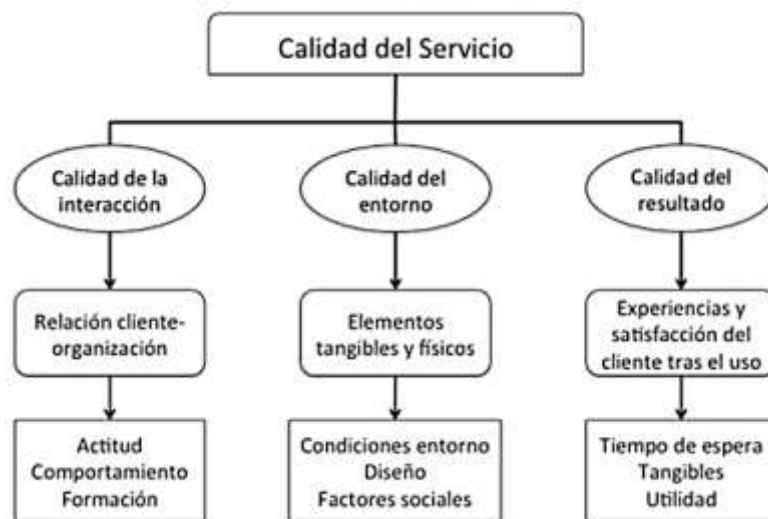 Calidad del Servicio
Calidad de la
interacción
Calidad del
entorno
Calidad del
resultado
Relación cliente-
organización
Elementos
tangibles y físicos
Experiencias y
satisfacción del
cliente tras el uso
Actitud
Comportamiento
Formación
Condiciones entorno
Diseño
Factores sociales
Tiempo de espera
Tangibles
Utilidad